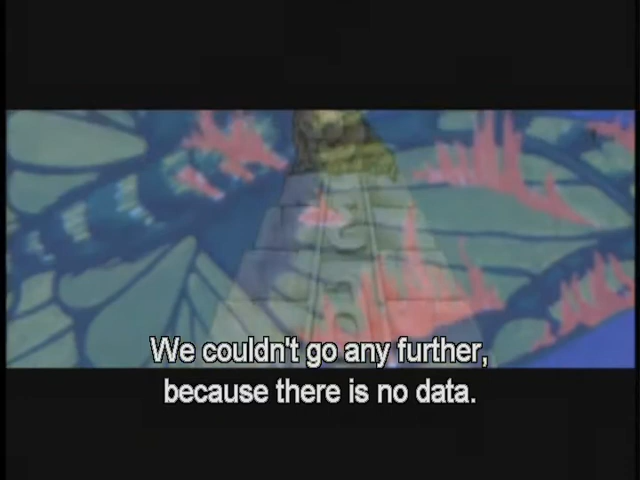 We couldn't go any further,
because there is no data.